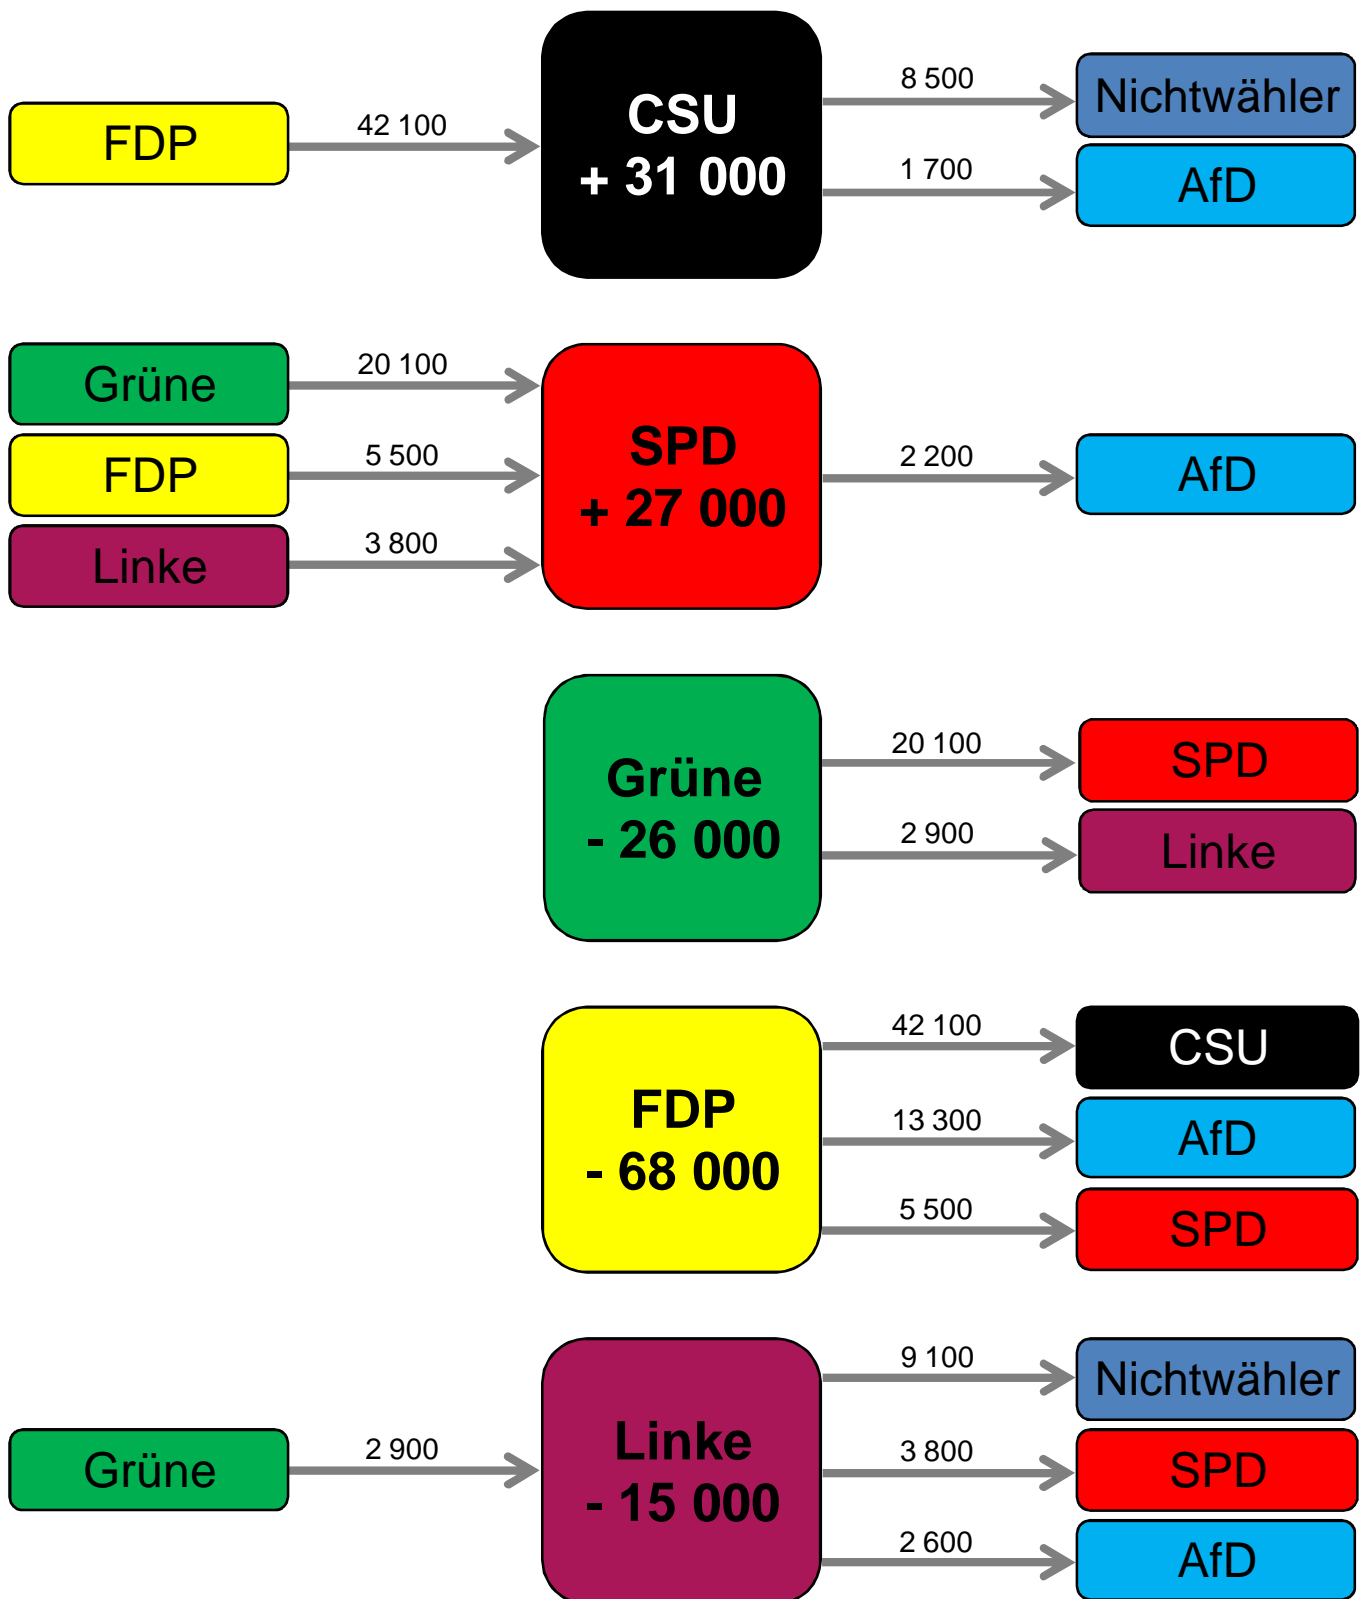 FDP
42 100
CSU
+ 31 000
8 500
Nichtwähler
1 700
AfD
Grüne
20 100
FDP
5 500
Linke
3 800
SPD
+ 27 000
2 200
AfD
Grüne
- 26 000
20 100
SPD
2 900
Linke
FDP
- 68 000
42 100
CSU
13 300
AfD
5 500
SPD
Grüne
2 900
Linke
- 15 000
9 100
Nichtwähler
3 800
SPD
2 600
AfD